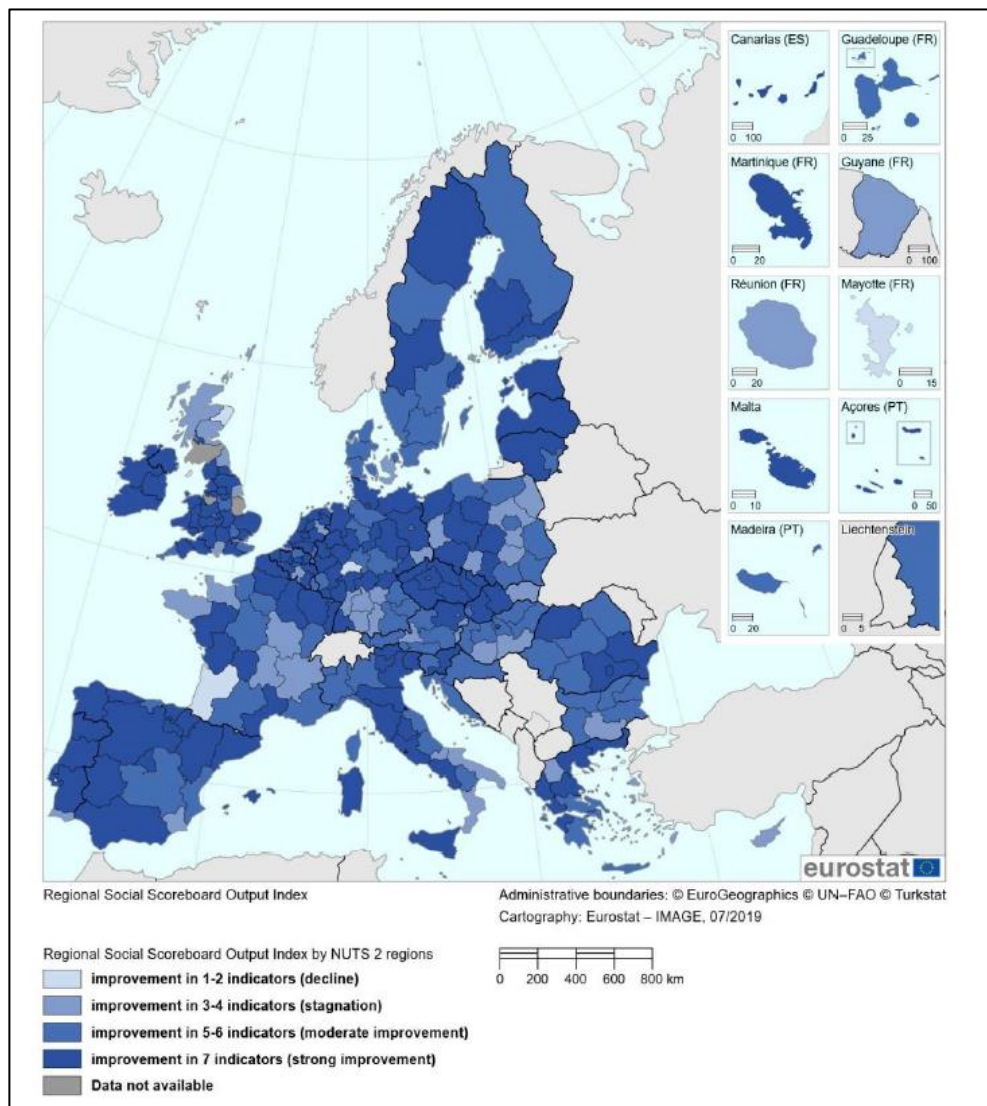 Canarias (ES)
0 100
Guadeloupe (FR)
0 25
Martinique (FR)
0 20
Guyane (FR)
0 100
Réunion (FR)
0 20
Mayotte (FR)
0 15
Malta
0 10
Açores (PT)
0 50
Madeira (PT)
0 20
Liechtenstein
0 5
eurostat
Regional Social Scoreboard Output Index
Administrative boundaries: © EuroGeographics © UN–FAO © Turkstat
Cartography: Eurostat – IMAGE, 07/2019
Regional Social Scoreboard Output Index by NUTS 2 regions
improvement in 1-2 indicators (decline)
improvement in 3-4 indicators (stagnation)
improvement in 5-6 indicators (moderate improvement)
improvement in 7 indicators (strong improvement)
Data not available
0 200 400 600 800 km